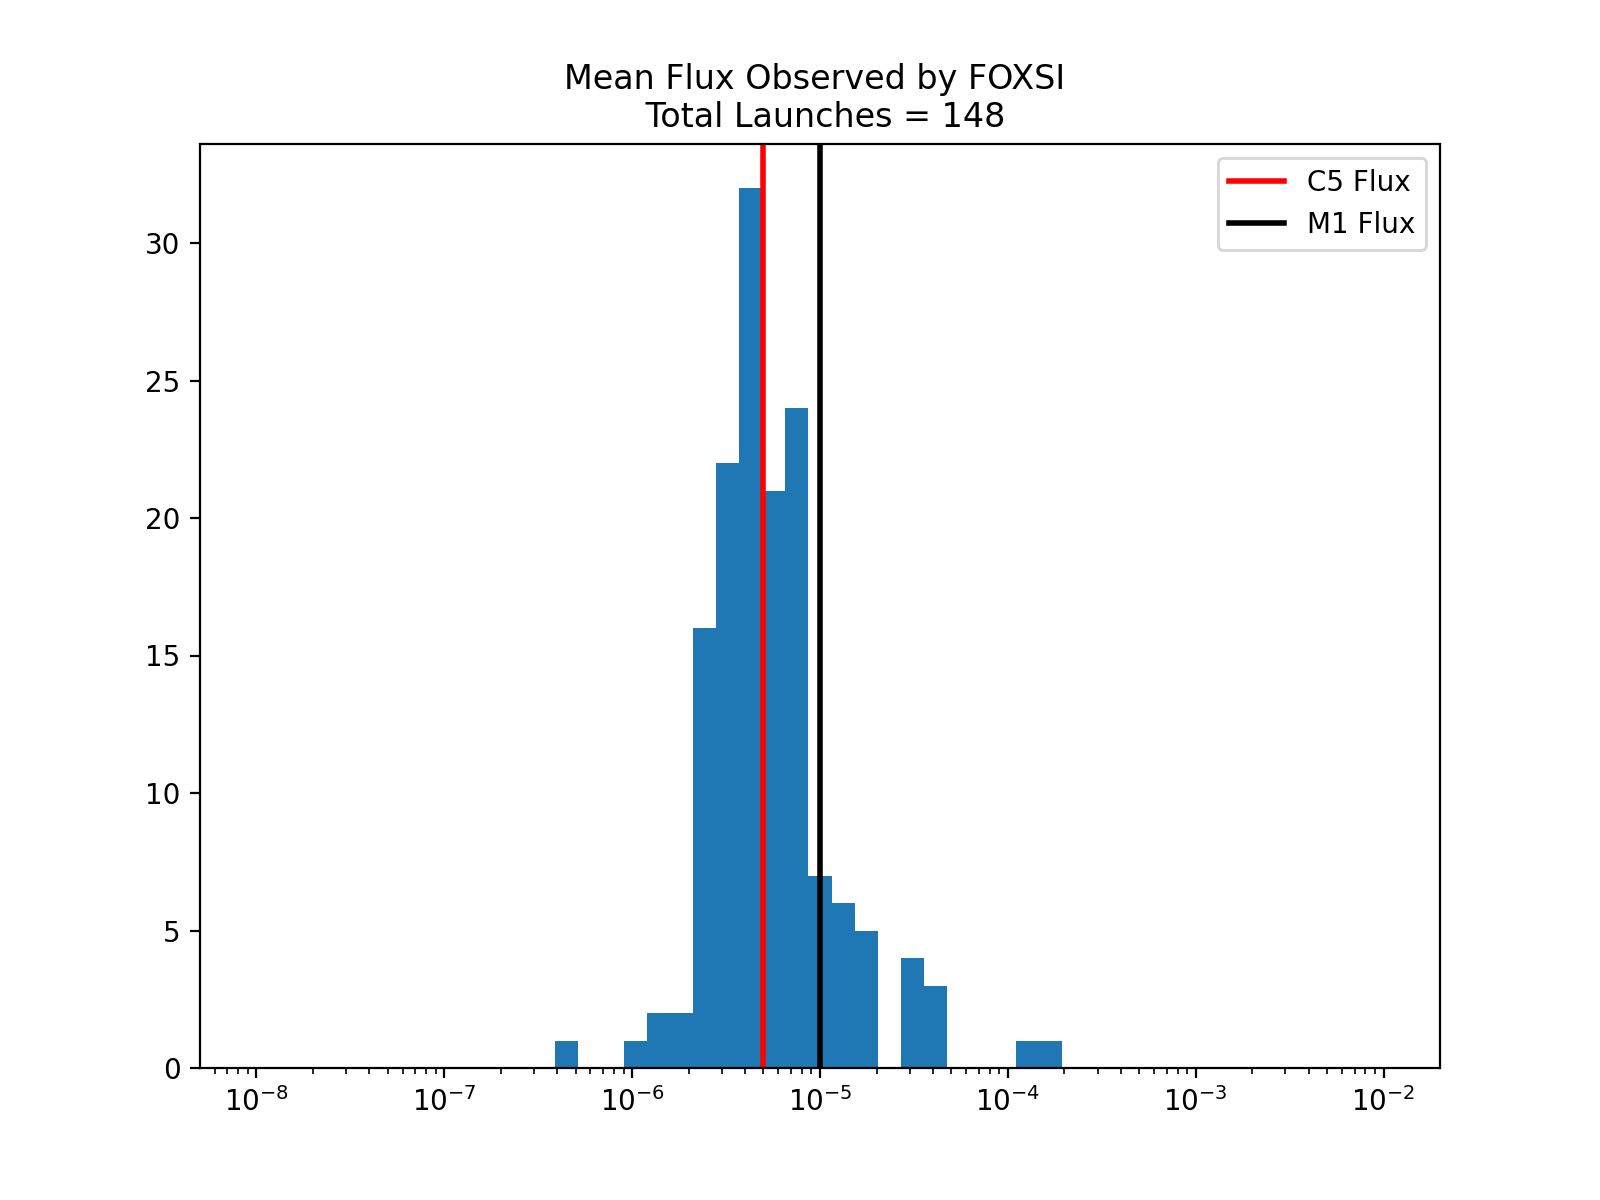 Mean Flux Observed by FOXSI
Total Launches = 148
C5 Flux
M1 Flux
30
25
20
15
10
5
0
10⁻⁸ 10⁻⁷ 10⁻⁶ 10⁻⁵ 10⁻⁴ 10⁻³ 10⁻²